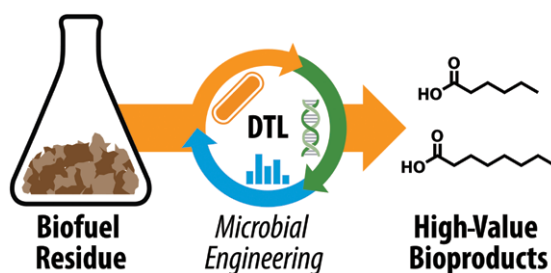 DTL
O
HO
O
HO
Biofuel
Residue
Microbial
Engineering
High-Value
Bioproducts